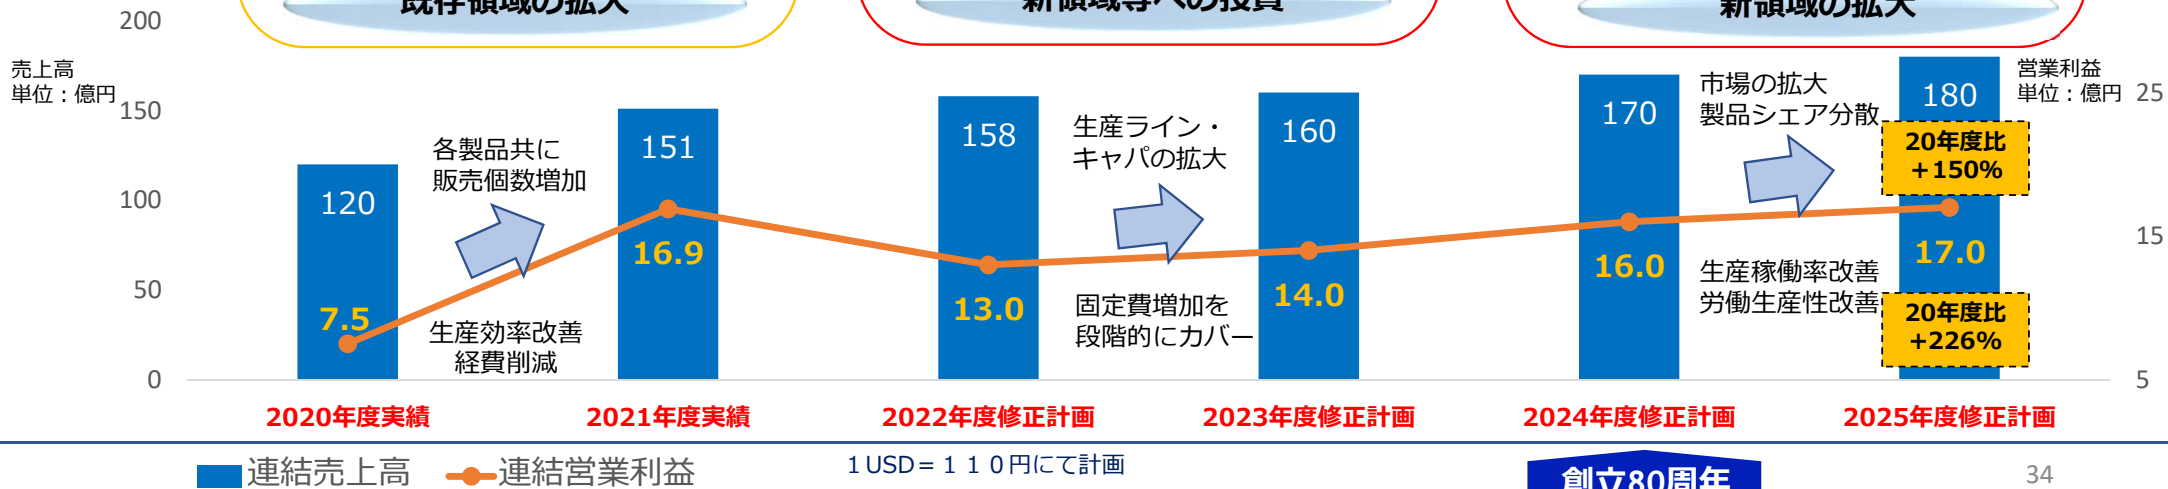 既存領域の拡大
新領域等への投資
新領域の拡大
売上高
単位：億円
営業利益
単位：億円
200
150
100
50
0
25
15
5
各製品共に
販売個数増加
生産効率改善
経費削減
生産ライン・
キャパの拡大
固定費増加を
段階的にカバー
市場の拡大
製品シェア分散
生産稼働率改善
労働生産性改善
120
151
158
160
170
180
7.5
16.9
13.0
14.0
16.0
17.0
20年度比
＋150%
20年度比
+226%
2020年度実績
2021年度実績
2022年度修正計画
2023年度修正計画
2024年度修正計画
2025年度修正計画
連結売上高
連結営業利益
１USD＝１１０円にて計画
創立80周年
34